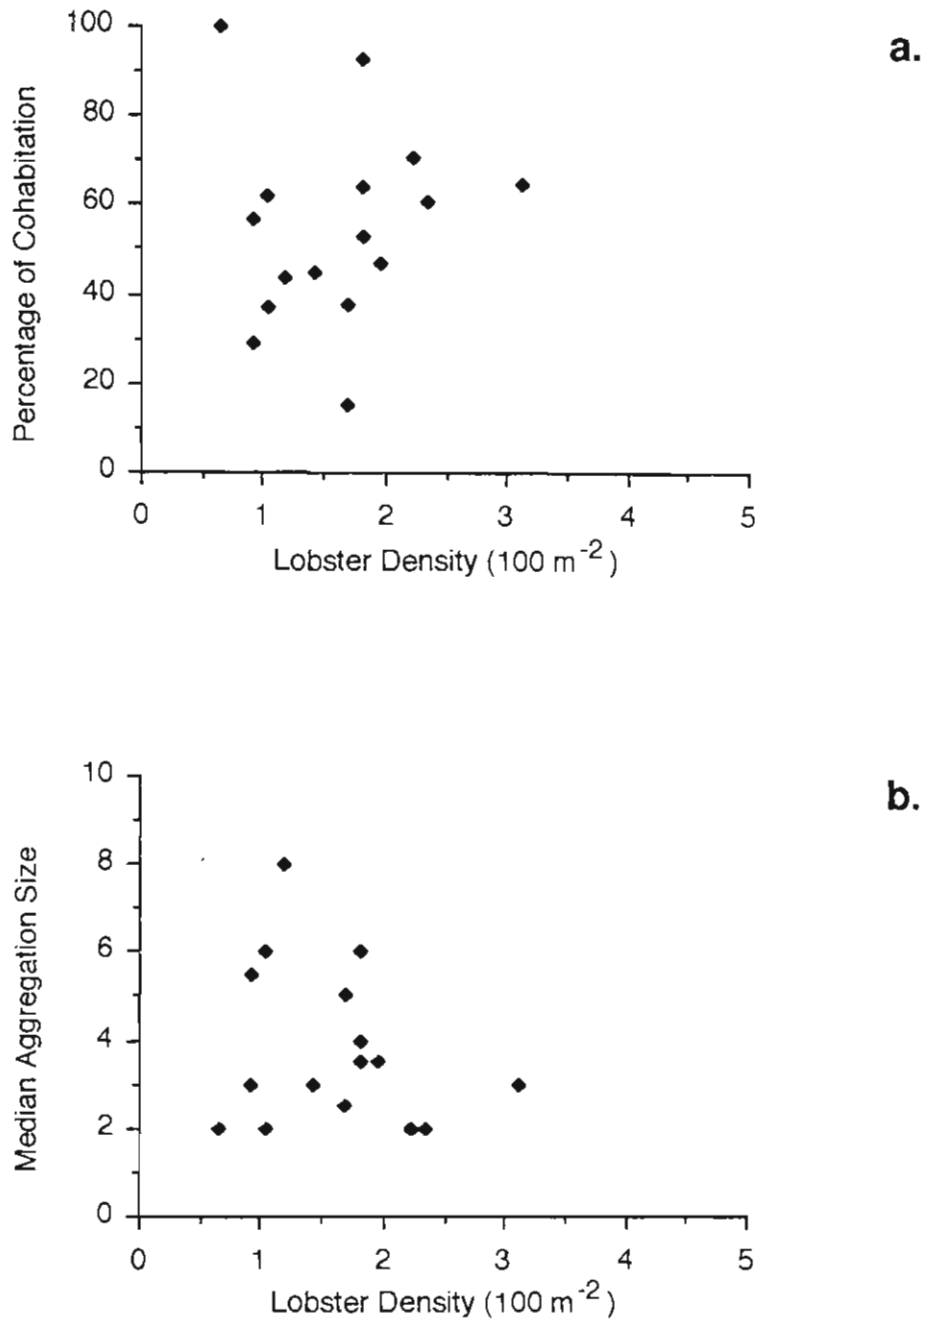 a.
100
80
60
40
20
0
Percentage of Cohabitation
0 1 2 3 4 5
Lobster Density (100 m⁻²)
b.
10
8
6
4
2
0
Median Aggregation Size
0 1 2 3 4 5
Lobster Density (100 m⁻²)